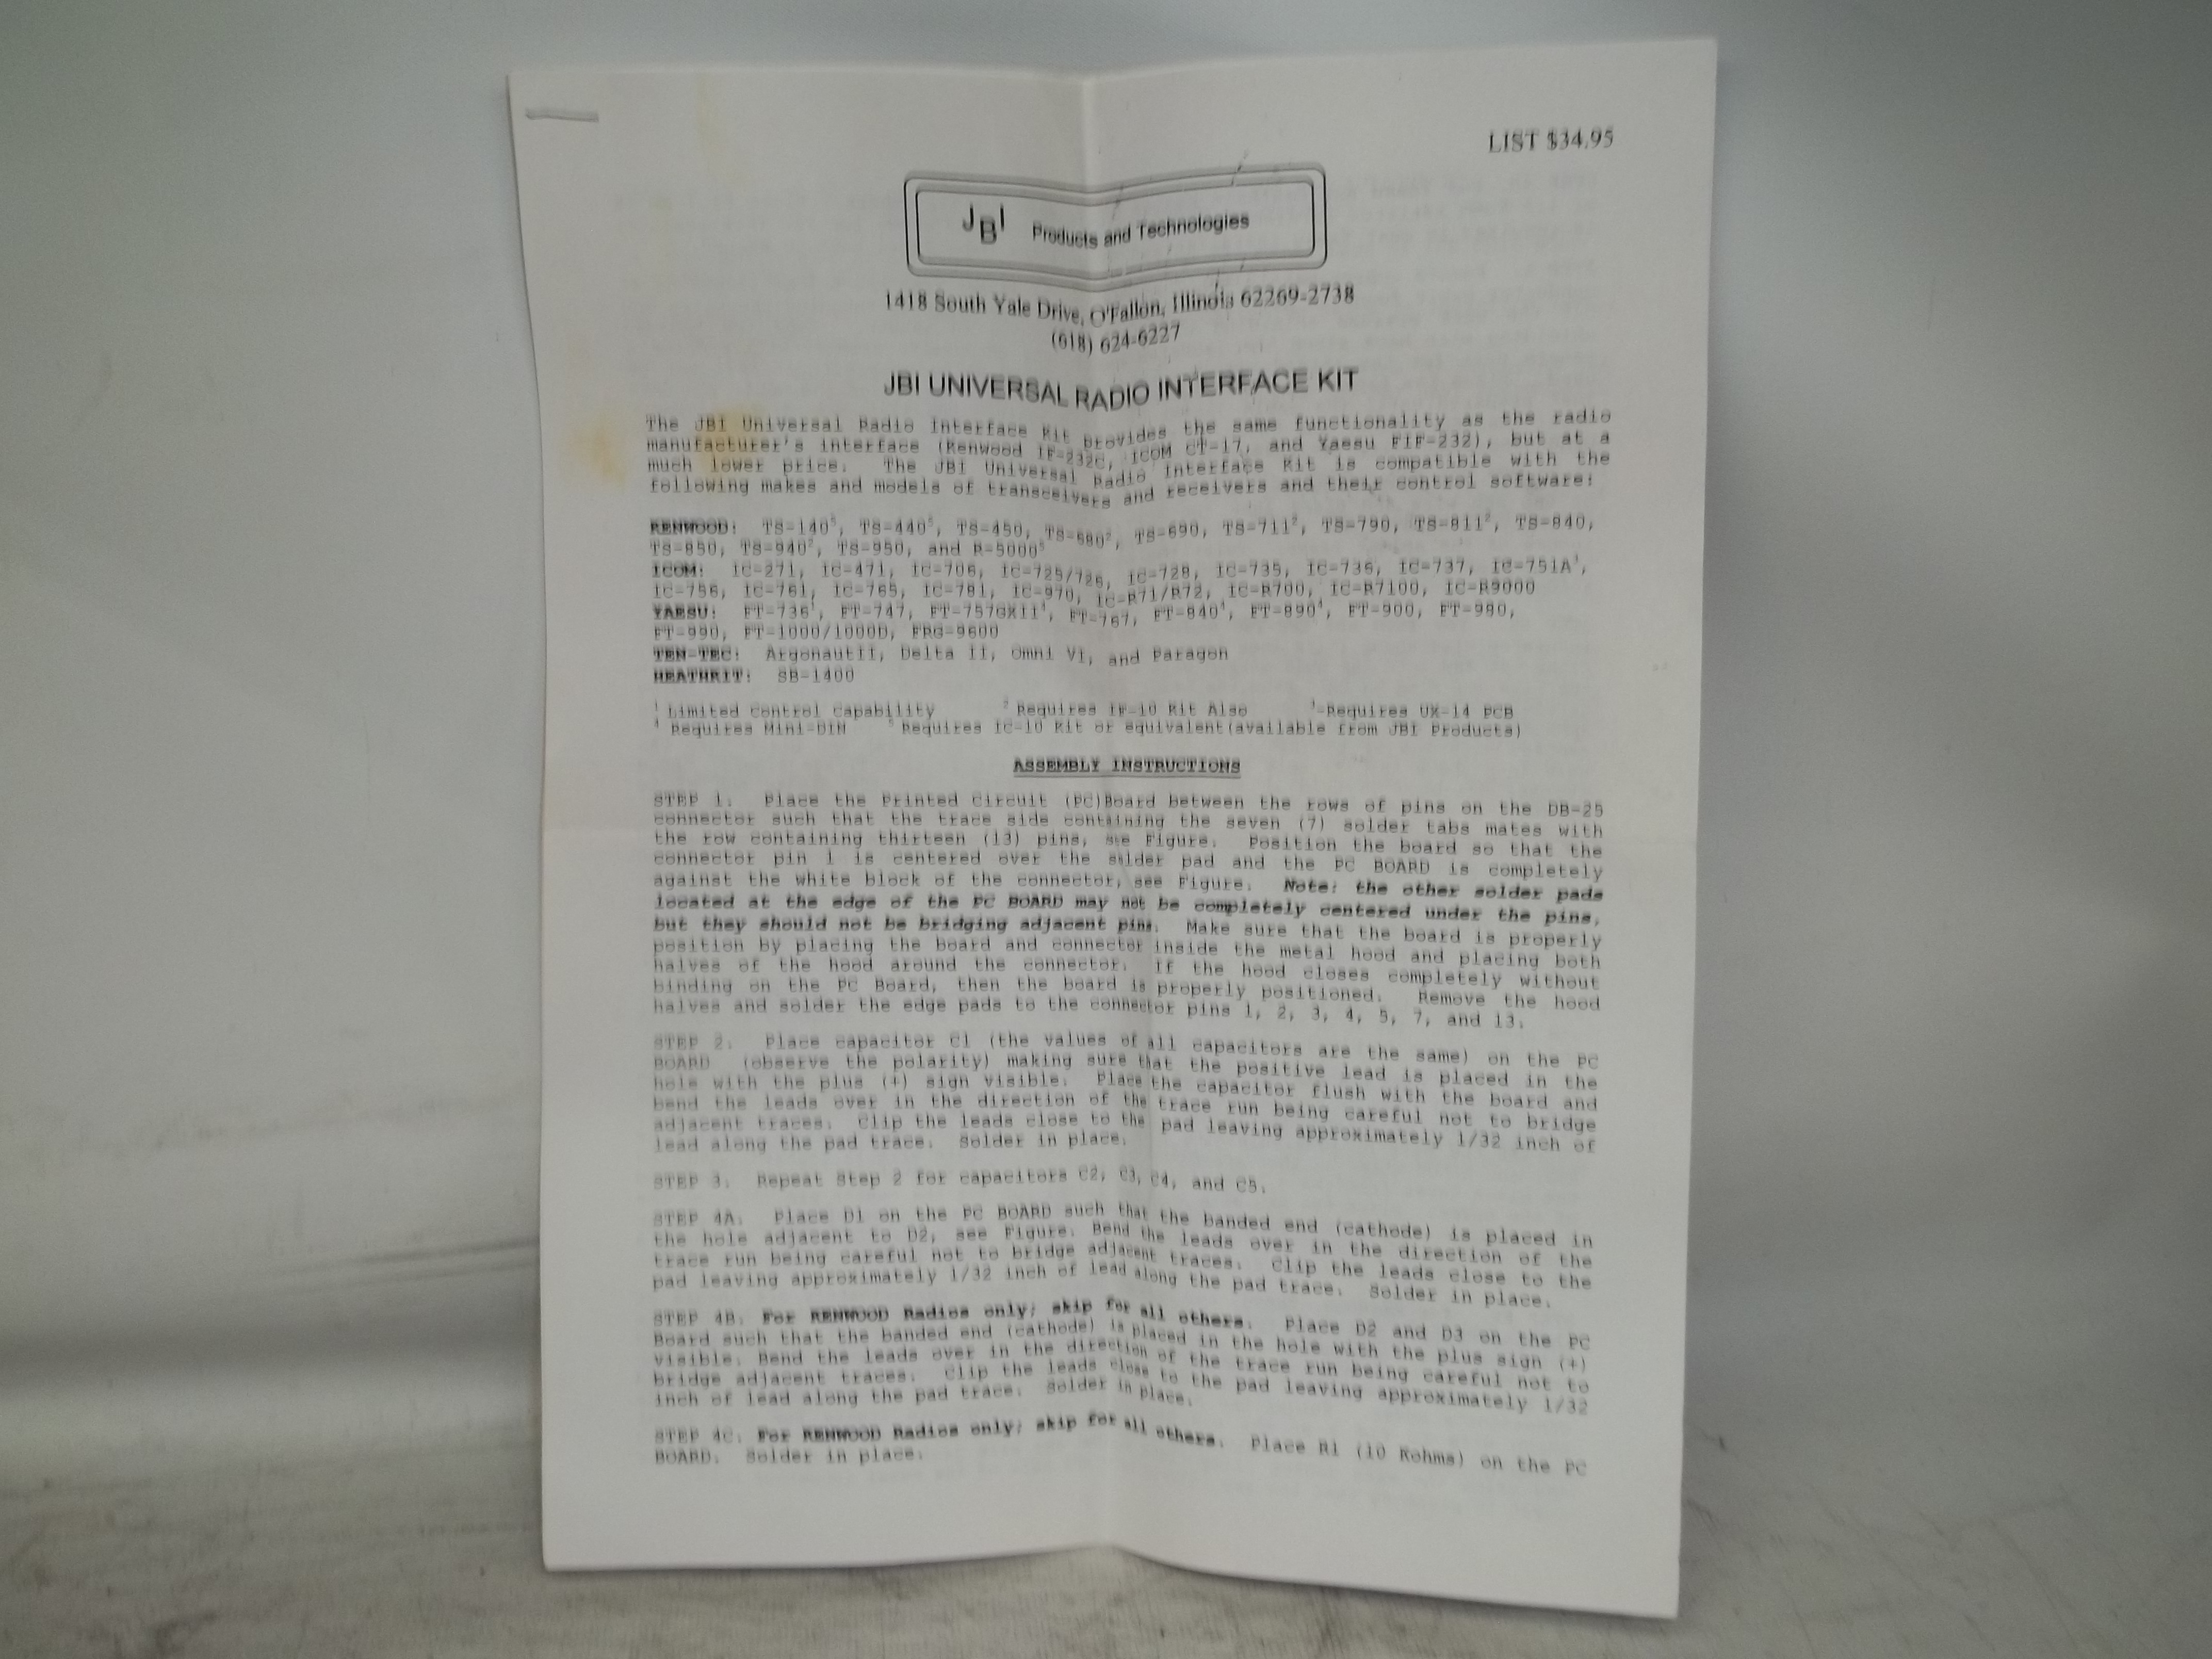 LIST $34.95
JBI Products and Technologies
1418 South Yale Drive, O'Fallon, Illinois 62269-2738
(618) 624-6227
JBI UNIVERSAL RADIO INTERFACE KIT
The JBI Universal Radio Interface Kit provides the same functionality as the radio
manufacturer's interface (Kenwood IF-232C, ICOM CT-17, and Yaesu FIF-232), but at a
much lower price. The JBI Universal Radio Interface Kit is compatible with the
following makes and models of transceivers and receivers and their control software:
KENWOOD: TS-140⁵, TS-440⁵, TS-450, TS-680², TS-690, TS-711², TS-790, TS-811², TS-840,
TS-850, TS-940², TS-950, and R-5000⁵
ICOM: IC-271, IC-471, IC-706, IC-725/726, IC-728, IC-735, IC-736, IC-737, IC-751A¹,
IC-756, IC-761, IC-765, IC-781, IC-970, IC-R71/R72, IC-R700, IC-R7100, IC-R9000
YAESU: FT-736¹, FT-747, FT-757GXII⁴, FT-767, FT-840⁴, FT-890⁴, FT-900, FT-980,
FT-990, FT-1000/1000D, FRG-9600
TEN-TEC: ArgonautII, Delta II, Omni VI, and Paragon
HEATHKIT: SB-1400
¹ Limited Control Capability ² Requires IF-10 Kit Also ³ Requires UX-14 PCB
⁴ Requires Mini-DIN ⁵ Requires IC-10 Kit or equivalent(available from JBI Products)
ASSEMBLY INSTRUCTIONS
STEP 1. Place the Printed Circuit (PC)Board between the rows of pins on the DB-25
connector such that the trace side containing the seven (7) solder tabs mates with
the row containing thirteen (13) pins, see Figure. Position the board so that the
connector pin 1 is centered over the solder pad and the PC BOARD is completely
against the white block of the connector, see Figure. Note: the other solder pads
located at the edge of the PC BOARD may not be completely centered under the pins,
but they should not be bridging adjacent pins. Make sure that the board is properly
position by placing the board and connector inside the metal hood and placing both
halves of the hood around the connector. If the hood closes completely without
binding on the PC Board, then the board is properly positioned. Remove the hood
halves and solder the edge pads to the connector pins 1, 2, 3, 4, 5, 7, and 13.
STEP 2. Place capacitor C1 (the values of all capacitors are the same) on the PC
BOARD (observe the polarity) making sure that the positive lead is placed in the
hole with the plus (+) sign visible. Place the capacitor flush with the board and
bend the leads over in the direction of the trace run being careful not to bridge
adjacent traces. Clip the leads close to the pad leaving approximately 1/32 inch of
lead along the pad trace. Solder in place.
STEP 3. Repeat Step 2 for capacitors C2, C3, C4, and C5.
STEP 4A. Place D1 on the PC BOARD such that the banded end (cathode) is placed in
the hole adjacent to D2, see Figure. Bend the leads over in the direction of the
trace run being careful not to bridge adjacent traces. Clip the leads close to the
pad leaving approximately 1/32 inch of lead along the pad trace. Solder in place.
STEP 4B. For KENWOOD Radios only; skip for all others. Place D2 and D3 on the PC
Board such that the banded end (cathode) is placed in the hole with the plus sign (+)
visible. Bend the leads over in the direction of the trace run being careful not to
bridge adjacent traces. Clip the leads close to the pad leaving approximately 1/32
inch of lead along the pad trace. Solder in place.
STEP 4C. For KENWOOD Radios only; skip for all others. Place R1 (10 Kohms) on the PC
BOARD. Solder in place.